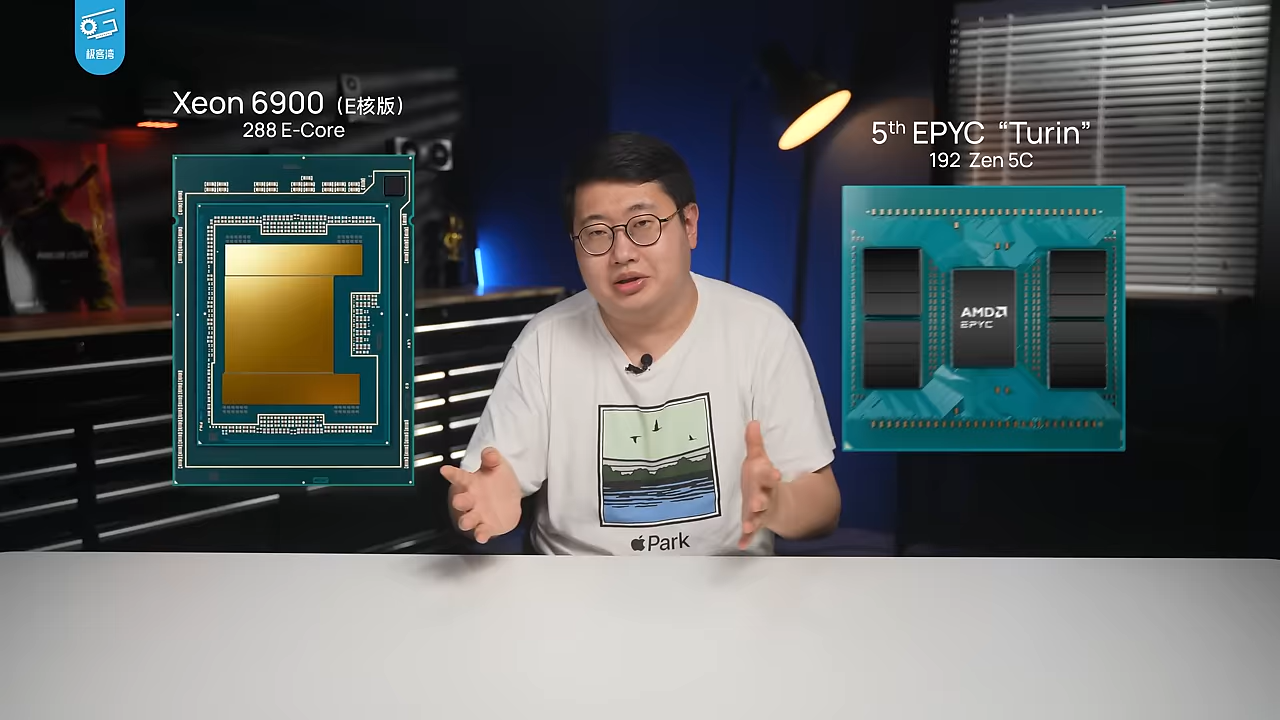 极客湾
Xeon 6900 (E核版)
288 E-Core
5th EPYC “Turin”
192 Zen 5C
AMD
EPYC
Park